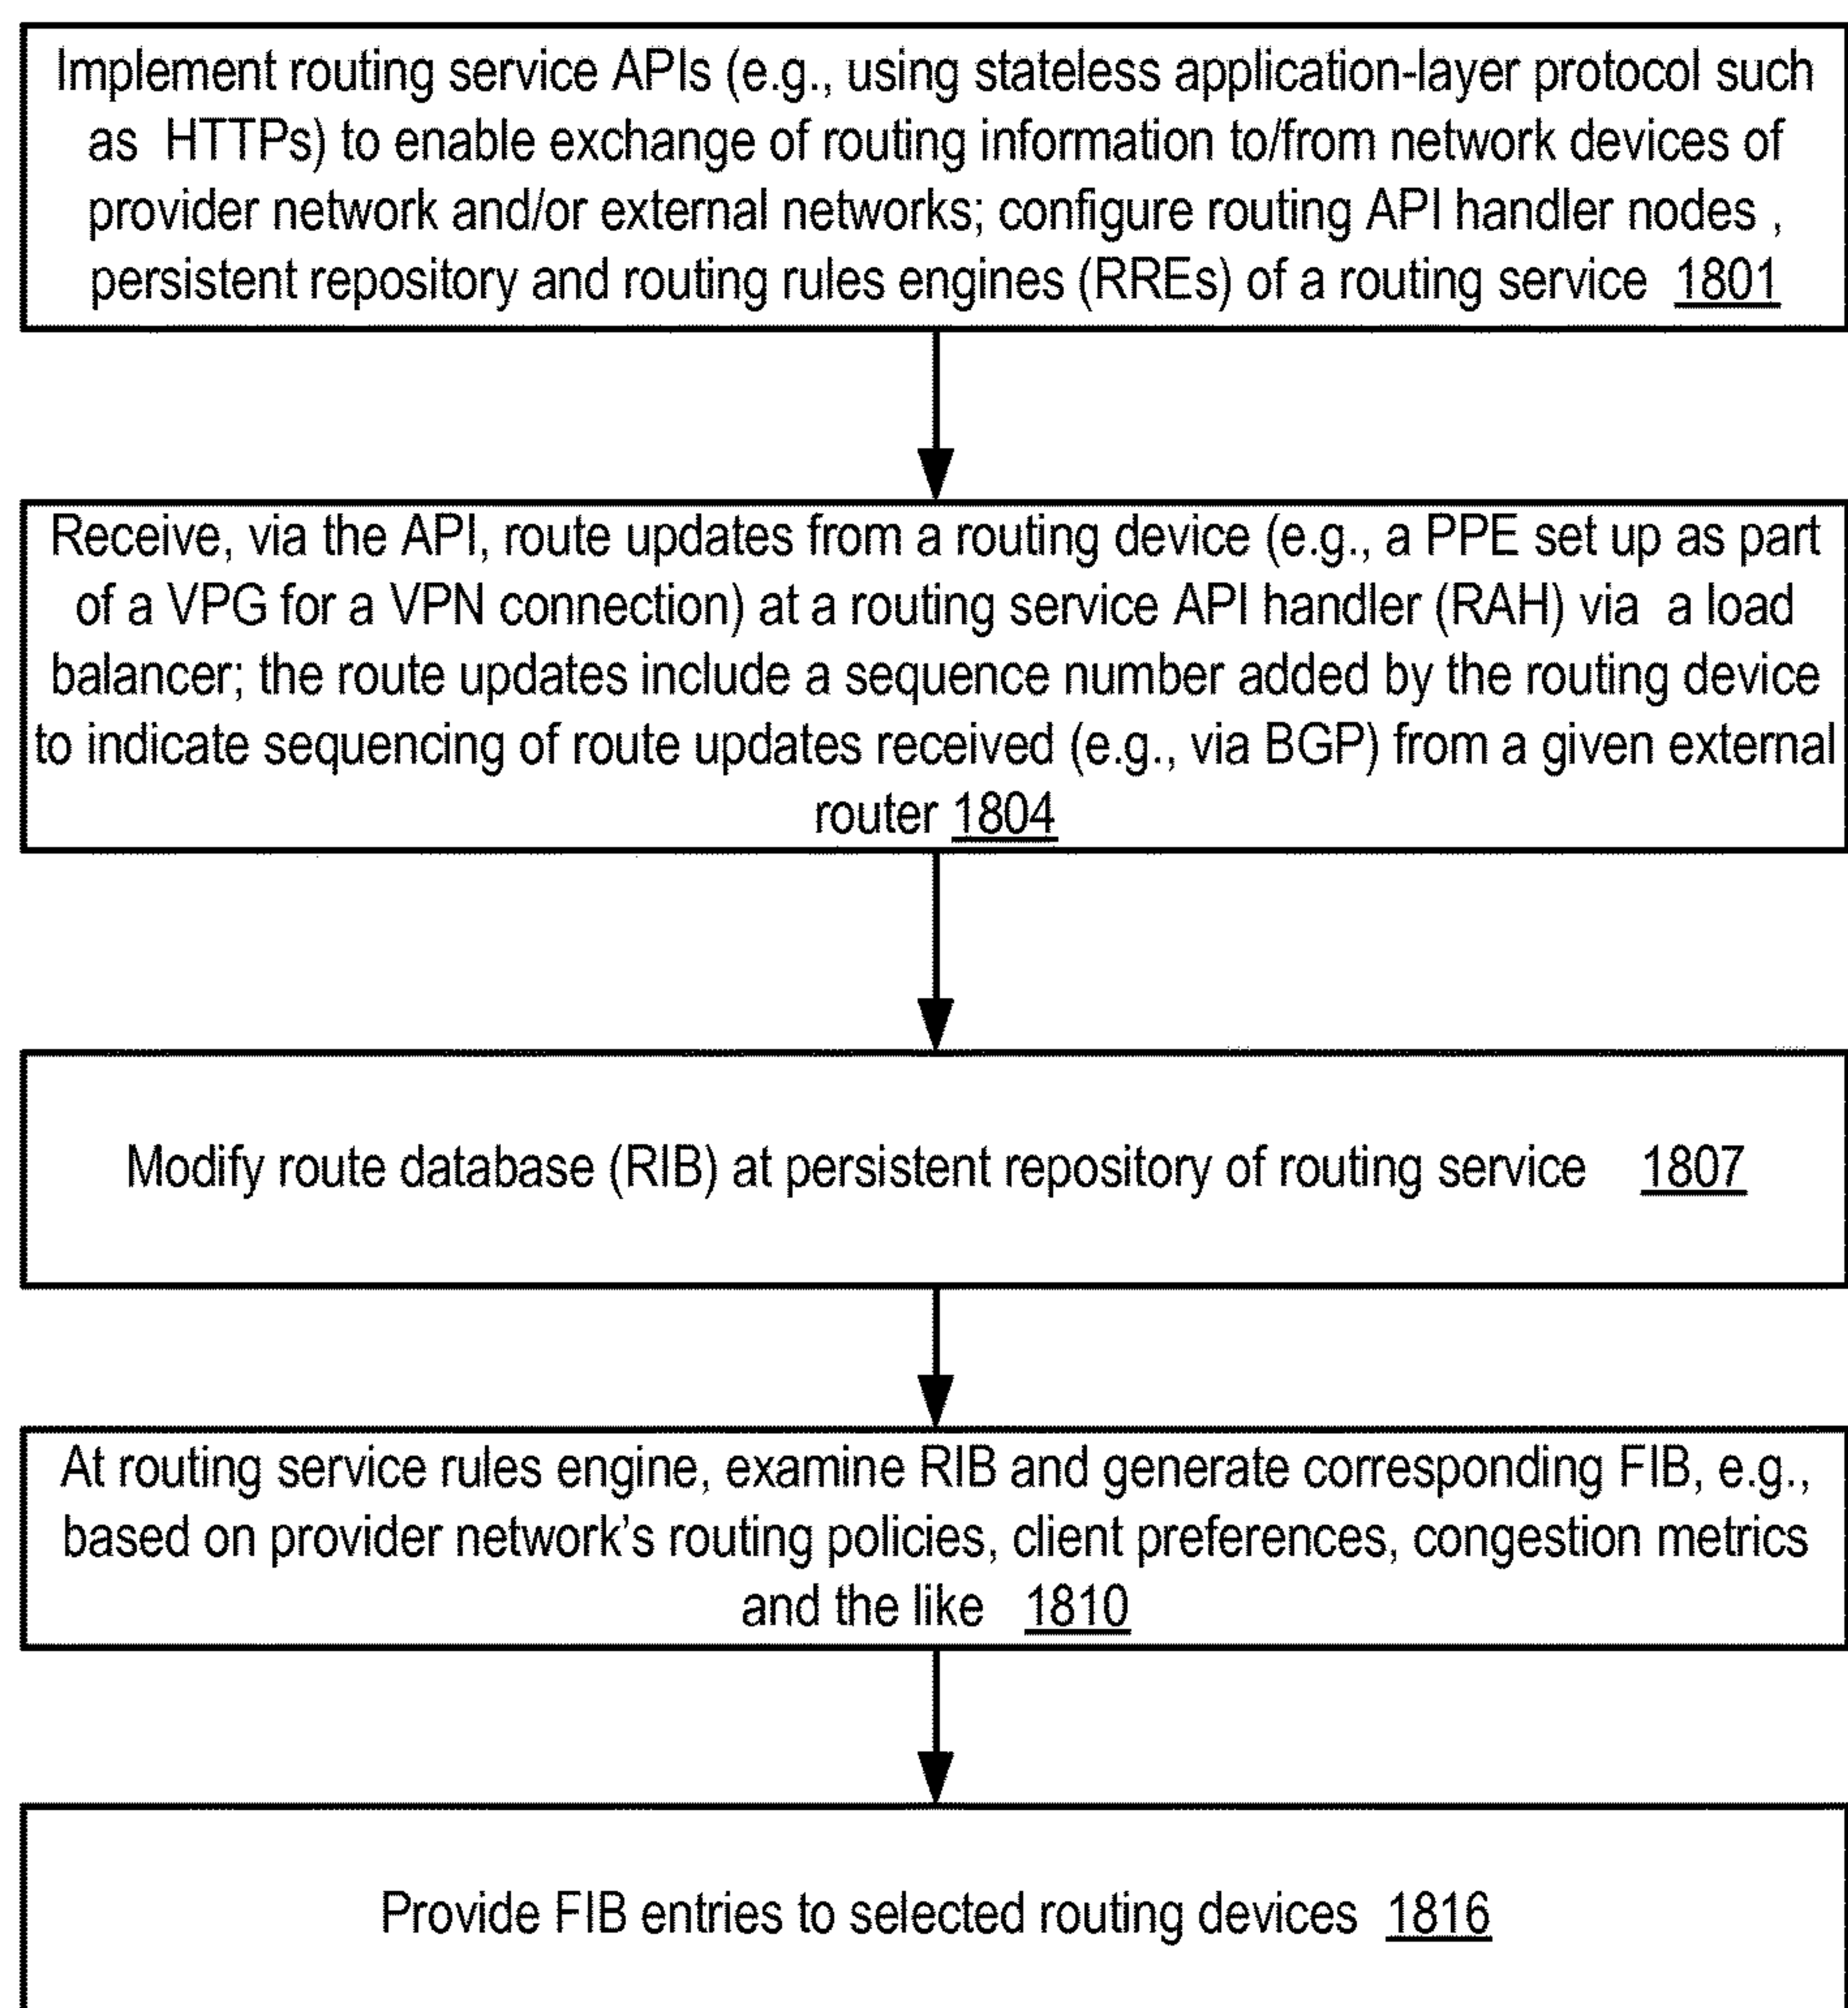 Implement routing service APIs (e.g., using stateless application-layer protocol such
as HTTPs) to enable exchange of routing information to/from network devices of
provider network and/or external networks; configure routing API handler nodes ,
persistent repository and routing rules engines (RREs) of a routing service 1801
Receive, via the API, route updates from a routing device (e.g., a PPE set up as part
of a VPG for a VPN connection) at a routing service API handler (RAH) via a load
balancer; the route updates include a sequence number added by the routing device
to indicate sequencing of route updates received (e.g., via BGP) from a given external
router 1804
Modify route database (RIB) at persistent repository of routing service 1807
At routing service rules engine, examine RIB and generate corresponding FIB, e.g.,
based on provider network’s routing policies, client preferences, congestion metrics
and the like 1810
Provide FIB entries to selected routing devices 1816